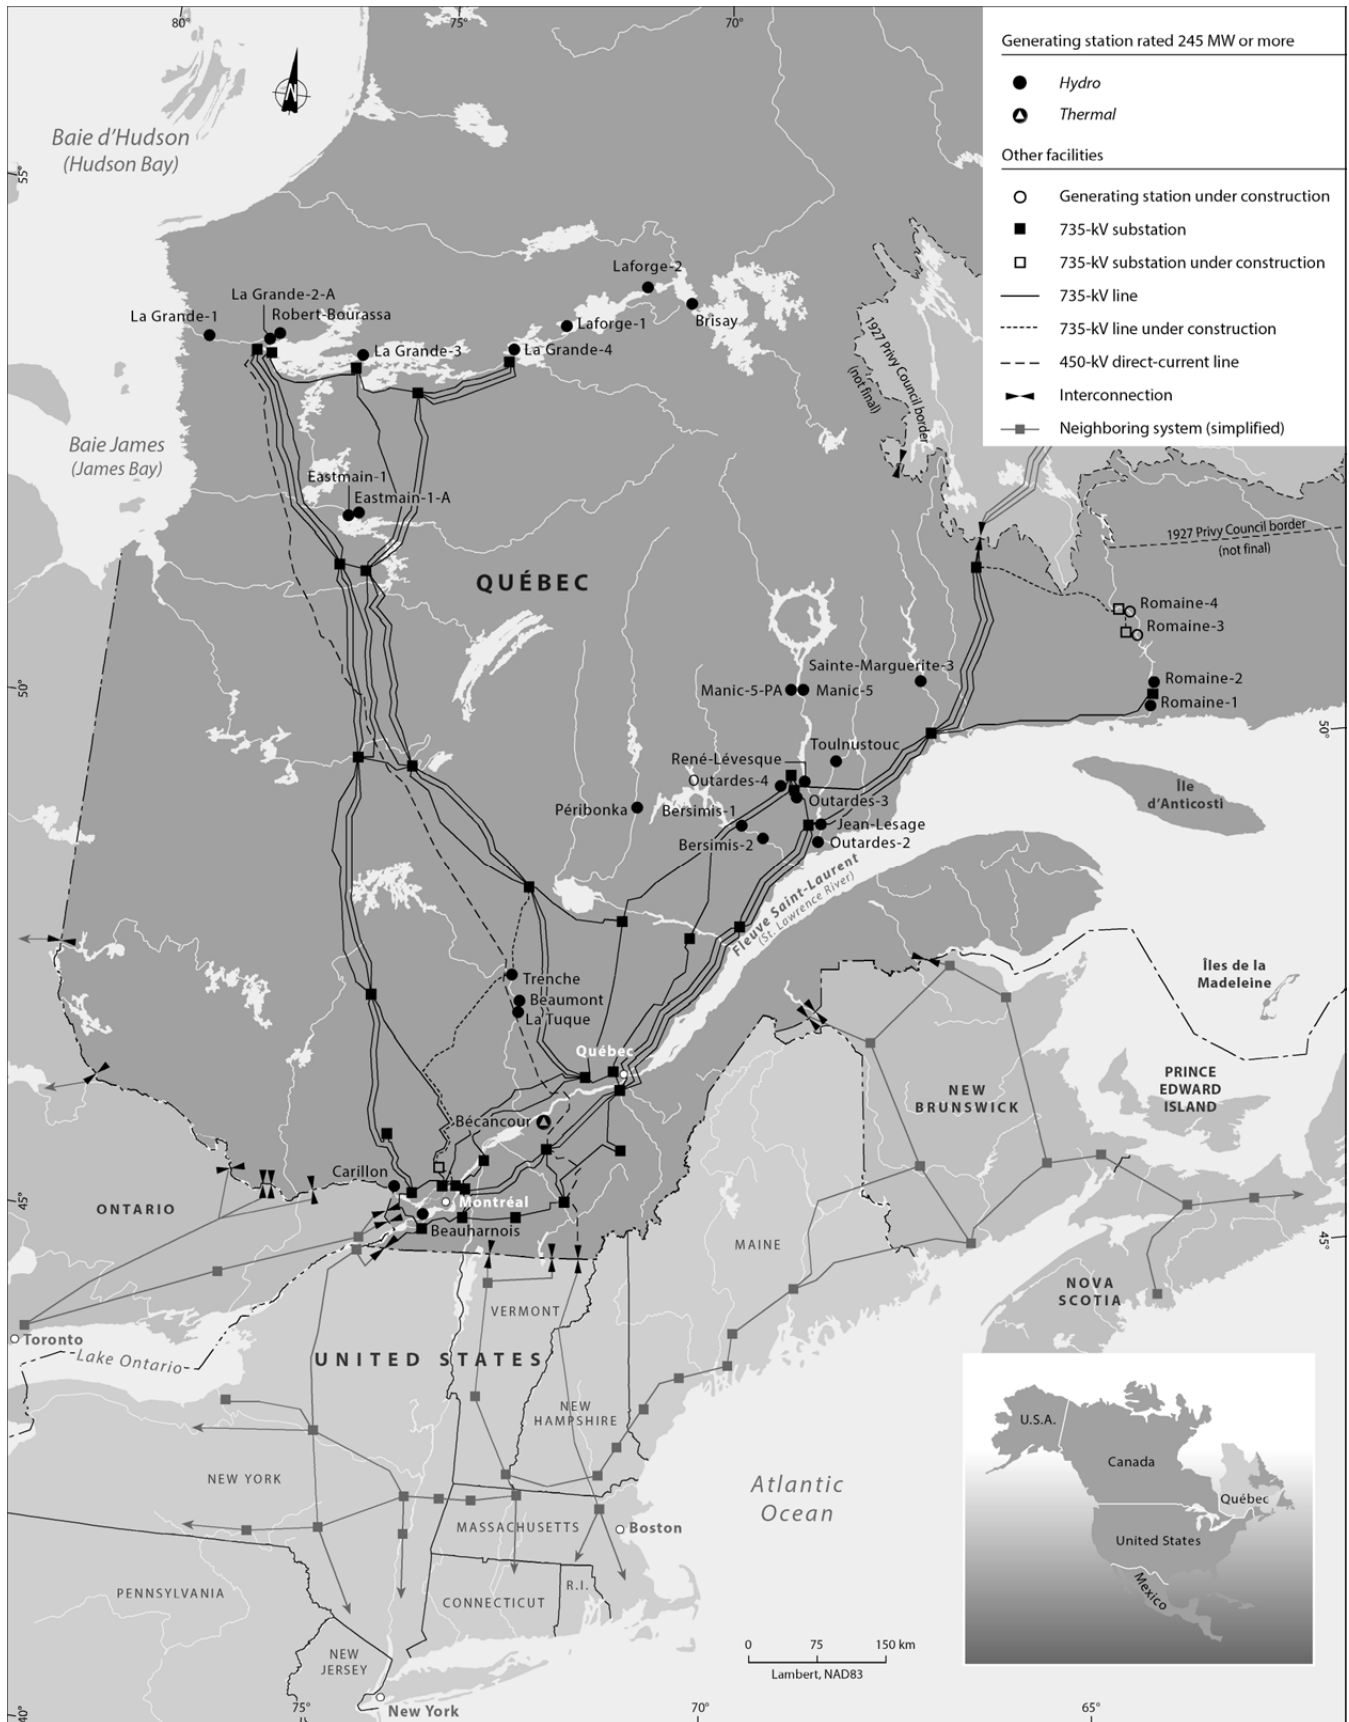 80°
75°
70°
Generating station rated 245 MW or more
Hydro
Thermal
Other facilities
Generating station under construction
735-kV substation
735-kV substation under construction
735-kV line
735-kV line under construction
450-kV direct-current line
Interconnection
Neighboring system (simplified)
N
Baie d'Hudson
(Hudson Bay)
55°
Laforge-2
La Grande-2-A
Robert-Bourassa
La Grande-1
Brisay
Laforge-1
La Grande-3
La Grande-4
1927 Privy Council border
(not final)
Baie James
(James Bay)
Eastmain-1
Eastmain-1-A
1927 Privy Council border
(not final)
QUÉBEC
Romaine-4
Romaine-3
Sainte-Marguerite-3
Romaine-2
Manic-5-PA
Manic-5
Romaine-1
50°
50°
Toulnustouc
René-Lévesque
Outardes-4
Outardes-3
Île
d'Anticosti
Péribonka
Bersimis-1
Jean-Lesage
Bersimis-2
Outardes-2
Fleuve Saint-Laurent
(St. Lawrence River)
Îles de la
Madeleine
Trenche
Beaumont
La Tuque
Québec
PRINCE
EDWARD
ISLAND
NEW
BRUNSWICK
Bécancour
Carillon
45°
Montréal
ONTARIO
Beauharnois
MAINE
45°
NOVA
SCOTIA
VERMONT
Toronto
Lake Ontario
UNITED STATES
NEW
HAMPSHIRE
U.S.A.
Canada
NEW YORK
Atlantic
Ocean
Québec
MASSACHUSETTS
Boston
United States
PENNSYLVANIA
R.I.
CONNECTICUT
Mexico
NEW
JERSEY
0 75 150 km
Lambert, NAD83
New York
40°
75°
70°
65°